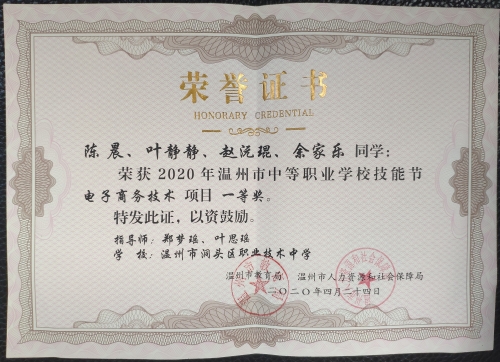 荣誉证书
HONORARY CREDENTIAL
陈晨、叶静静、赵沅琨、余家乐 同学：
荣获2020年温州市中等职业学校技能节
电子商务技术 项目 一等奖。
特发此证，以资鼓励。
指导师：郑梦瑶、叶思瑶
学 校：温州市洞头区职业技术中学
温州市教育局 温州市人力资源和社会保障局
二〇二〇年四月二十四日